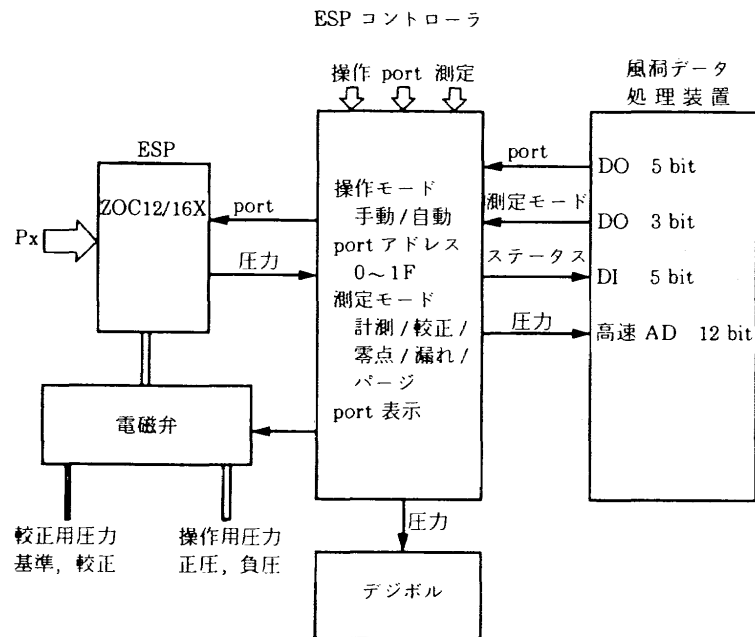 ESP コントローラ
操作 port 測定
風洞データ
処理装置
ESP
ZOC12/16X
Px
port
圧力
操作モード
手動/自動
port アドレス
0～1F
測定モード
計測/較正/
零点/漏れ/
パージ
port 表示
port
測定モード
ステータス
圧力
DO 5 bit
DO 3 bit
DI 5 bit
高速 AD 12 bit
電磁弁
較正用圧力
基準, 較正
操作用圧力
正圧, 負圧
圧力
デジボル